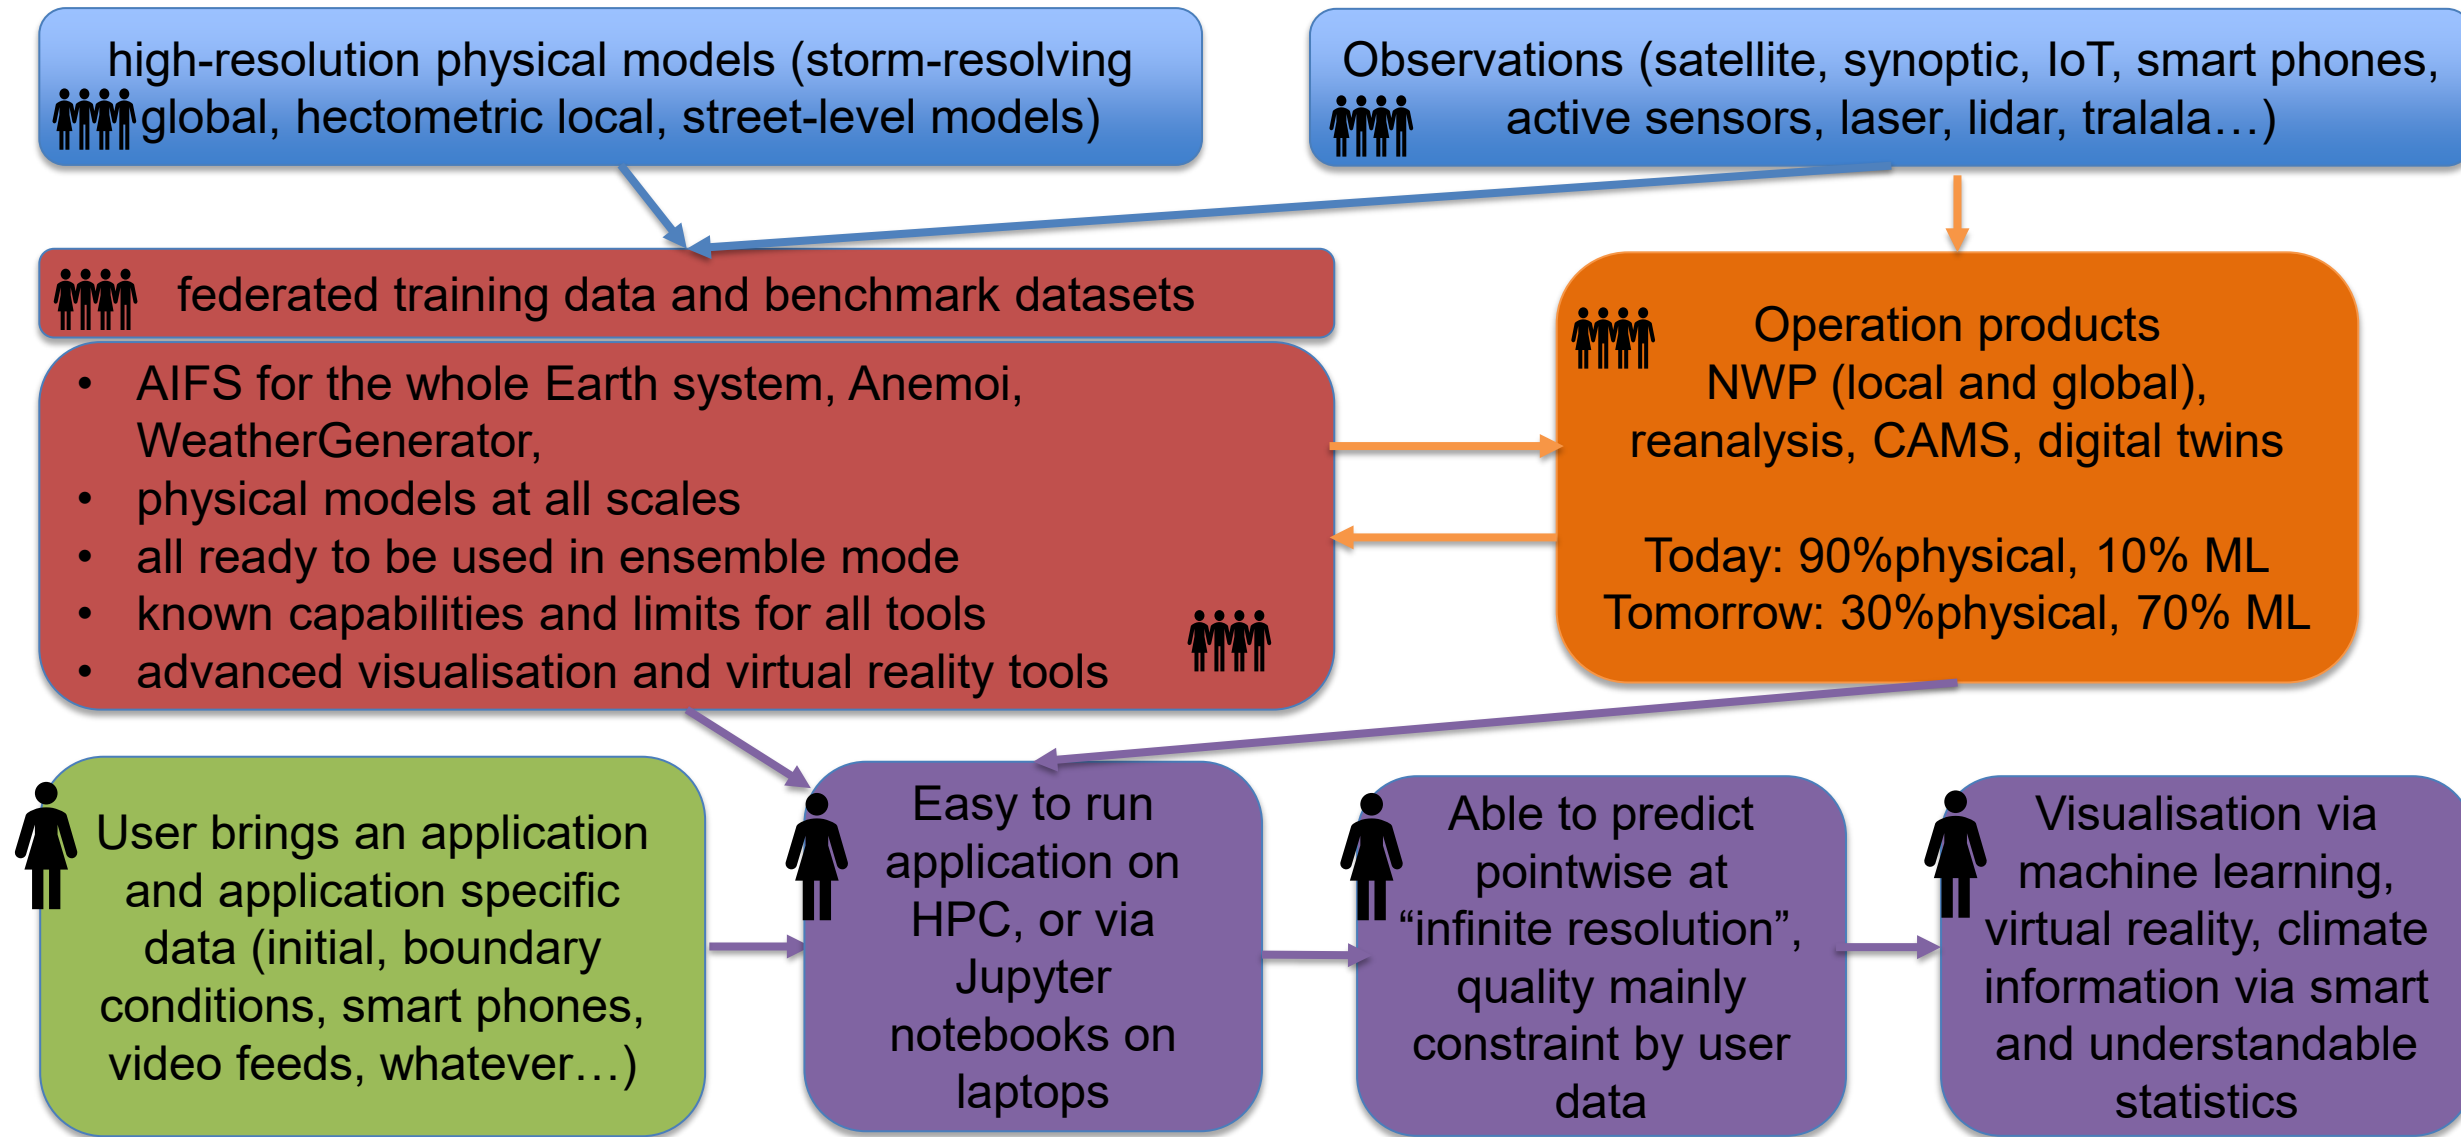 high-resolution physical models (storm-resolving
global, hectometric local, street-level models)
Observations (satellite, synoptic, IoT, smart phones,
active sensors, laser, lidar, tralala…)
federated training data and benchmark datasets
• AIFS for the whole Earth system, Anemoi,
WeatherGenerator,
• physical models at all scales
• all ready to be used in ensemble mode
• known capabilities and limits for all tools
• advanced visualisation and virtual reality tools
Operation products
NWP (local and global),
reanalysis, CAMS, digital twins
Today: 90%physical, 10% ML
Tomorrow: 30%physical, 70% ML
User brings an application
and application specific
data (initial, boundary
conditions, smart phones,
video feeds, whatever…)
Easy to run
application on
HPC, or via
Jupyter
notebooks on
laptops
Able to predict
pointwise at
“infinite resolution”,
quality mainly
constraint by user
data
Visualisation via
machine learning,
virtual reality, climate
information via smart
and understandable
statistics